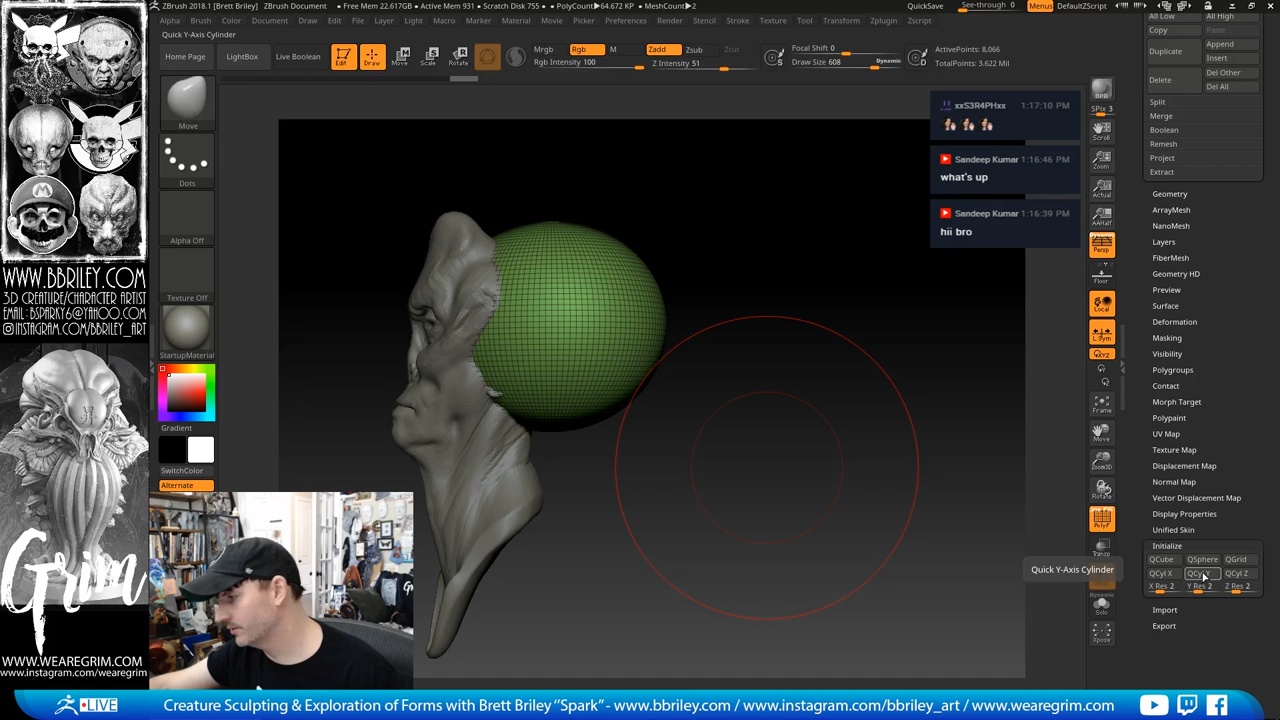 ZBrush 2018.1 [Brett Briley]
ZBrush Document
• Free Mem 22.617GB • Active Mem 931 • Scratch Disk 755 • PolyCount▶64.672 KP • MeshCount▶2
QuickSave
See-through 0
Menus
DefaultZScript
Alpha Brush Color Document Draw Edit File Layer Light Macro Marker Material Movie Picker Preferences Render Stencil Stroke Texture Tool Transform Zplugin Zscript
Quick Y-Axis Cylinder
Home Page
LightBox
Live Boolean
Edit
Draw
Move
Scale
Rotate
Mrgb
Rgb
M
Rgb Intensity 100
Zadd
Zsub
Zcut
Z Intensity 51
Focal Shift 0
Draw Size 608
Dynamic
ActivePoints: 8,066
TotalPoints: 3.622 Mil
Move
Dots
Alpha Off
Texture Off
StartupMaterial
Gradient
SwitchColor
Alternate
xxS3R4PHxx 1:17:10 PM
Sandeep Kumar 1:16:46 PM
what's up
Sandeep Kumar 1:16:39 PM
hii bro
BPR
SPix 3
Scroll
Zoom
Actual
AAHalf
Persp
Floor
Local
L.Sym
XYZ
Frame
Move
Zoom3D
Rotate
PolyF
Transp
Dynamic
Solo
Xpose
Quick Y-Axis Cylinder
All Low
All High
Copy
Paste
Duplicate
Append
Insert
Delete
Del Other
Del All
Split
Merge
Boolean
Remesh
Project
Extract
Geometry
ArrayMesh
NanoMesh
Layers
FiberMesh
Geometry HD
Preview
Surface
Deformation
Masking
Visibility
Polygroups
Contact
Morph Target
Polypaint
UV Map
Texture Map
Displacement Map
Normal Map
Vector Displacement Map
Display Properties
Unified Skin
Initialize
QCube QSphere QGrid
QCyl X QCyl Y QCyl Z
X Res 2 Y Res 2 Z Res 2
Import
Export
WWW.BBRILEY.COM
3D CREATURE/CHARACTER ARTIST
EMAIL: BSPARKY6@YAHOO.COM
INSTAGRAM.COM/BBRILEY_ART
Grim
WWW.WEAREGRIM.COM
www.instagram.com/wearegrim
LIVE
Creature Sculpting & Exploration of Forms with Brett Briley "Spark" - www.bbriley.com / www.instagram.com/bbriley_art / www.wearegrim.com